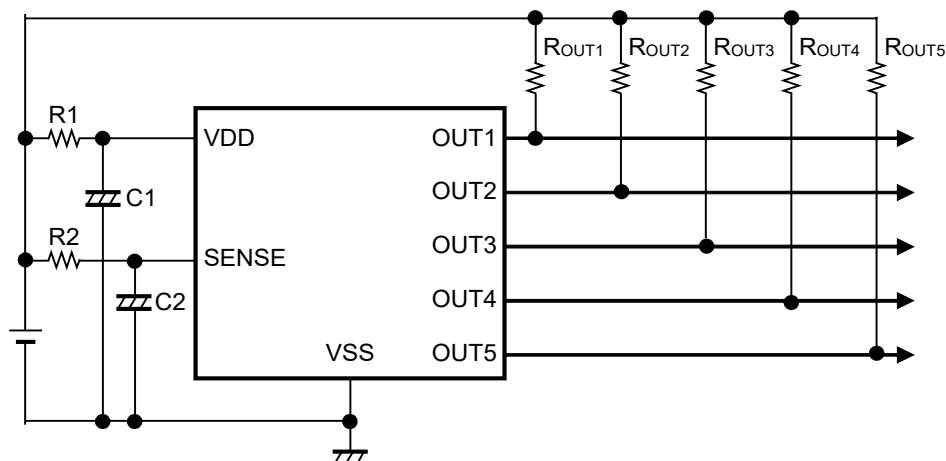 ROUT1 ROUT2 ROUT3 ROUT4 ROUT5
R1
VDD OUT1
C1 OUT2
R2
SENSE OUT3
C2 OUT4
VSS OUT5